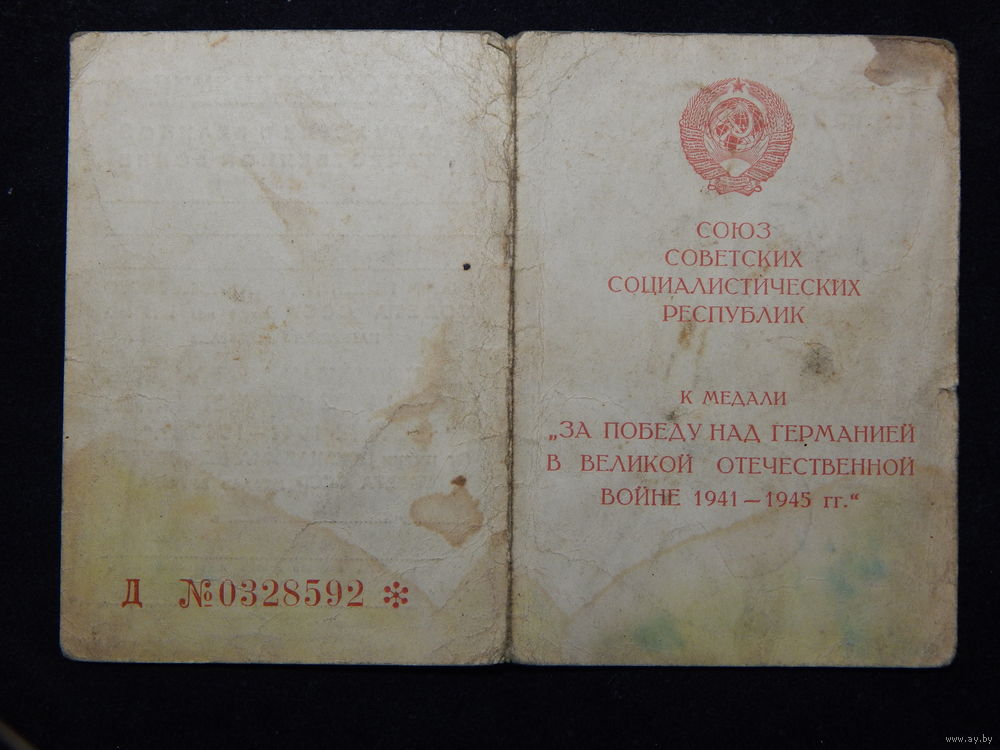 Д №0328592 *
СОЮЗ
СОВЕТСКИХ
СОЦИАЛИСТИЧЕСКИХ
РЕСПУБЛИК
К МЕДАЛИ
„ЗА ПОБЕДУ НАД ГЕРМАНИЕЙ
В ВЕЛИКОЙ ОТЕЧЕСТВЕННОЙ
ВОЙНЕ 1941—1945 гг.“
www.ay.by